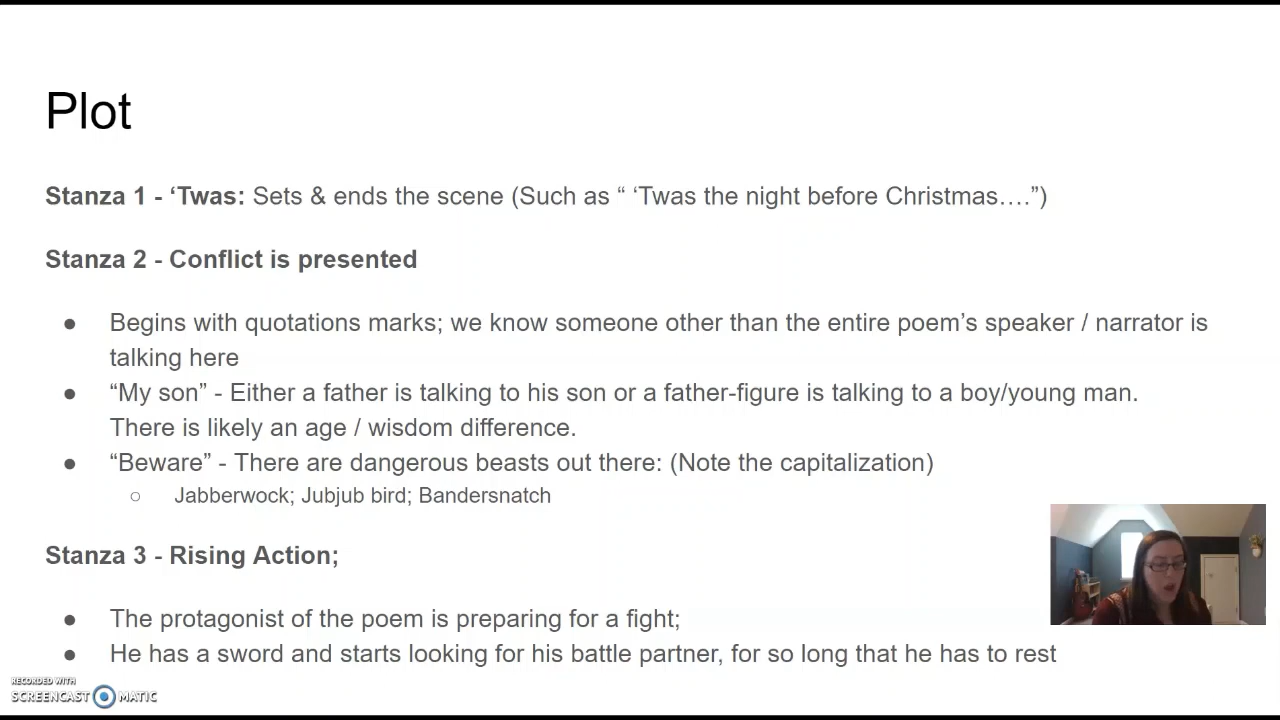 Plot
Stanza 1 - ‘Twas: Sets & ends the scene (Such as “ ‘Twas the night before Christmas….”)
Stanza 2 - Conflict is presented
● Begins with quotations marks; we know someone other than the entire poem’s speaker / narrator is
talking here
● “My son” - Either a father is talking to his son or a father-figure is talking to a boy/young man.
There is likely an age / wisdom difference.
● “Beware” - There are dangerous beasts out there: (Note the capitalization)
○ Jabberwock; Jubjub bird; Bandersnatch
Stanza 3 - Rising Action;
● The protagonist of the poem is preparing for a fight;
● He has a sword and starts looking for his battle partner, for so long that he has to rest
RECORDED WITH
SCREENCAST MATIC